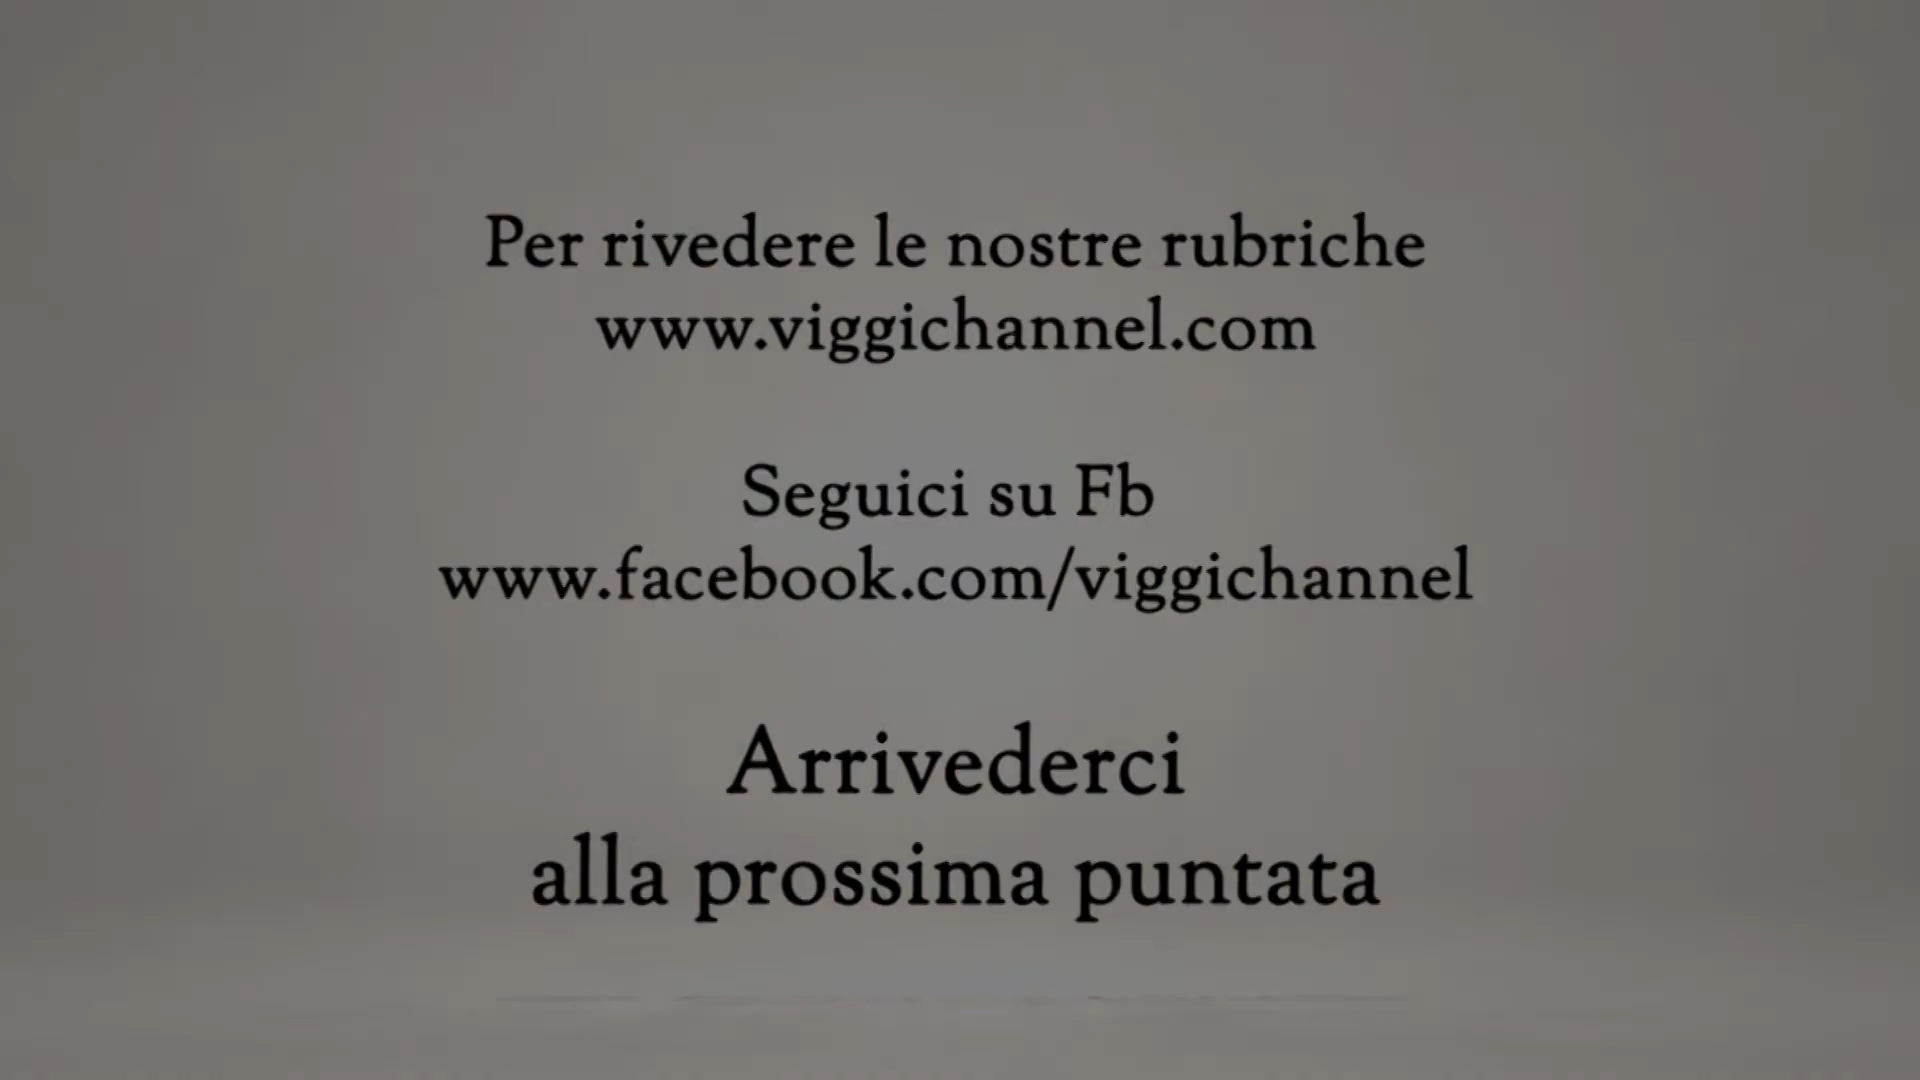 Per rivedere le nostre rubriche
www.viggichannel.com
Seguici su Fb
www.facebook.com/viggichannel
Arrivederci
alla prossima puntata